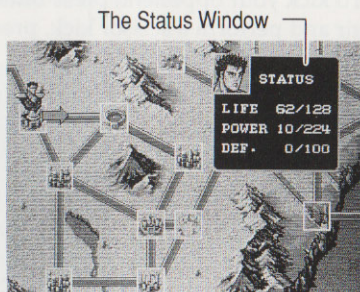 The Status Window
STATUS
LIFE 62/128
POWER 10/224
DEF. 0/100